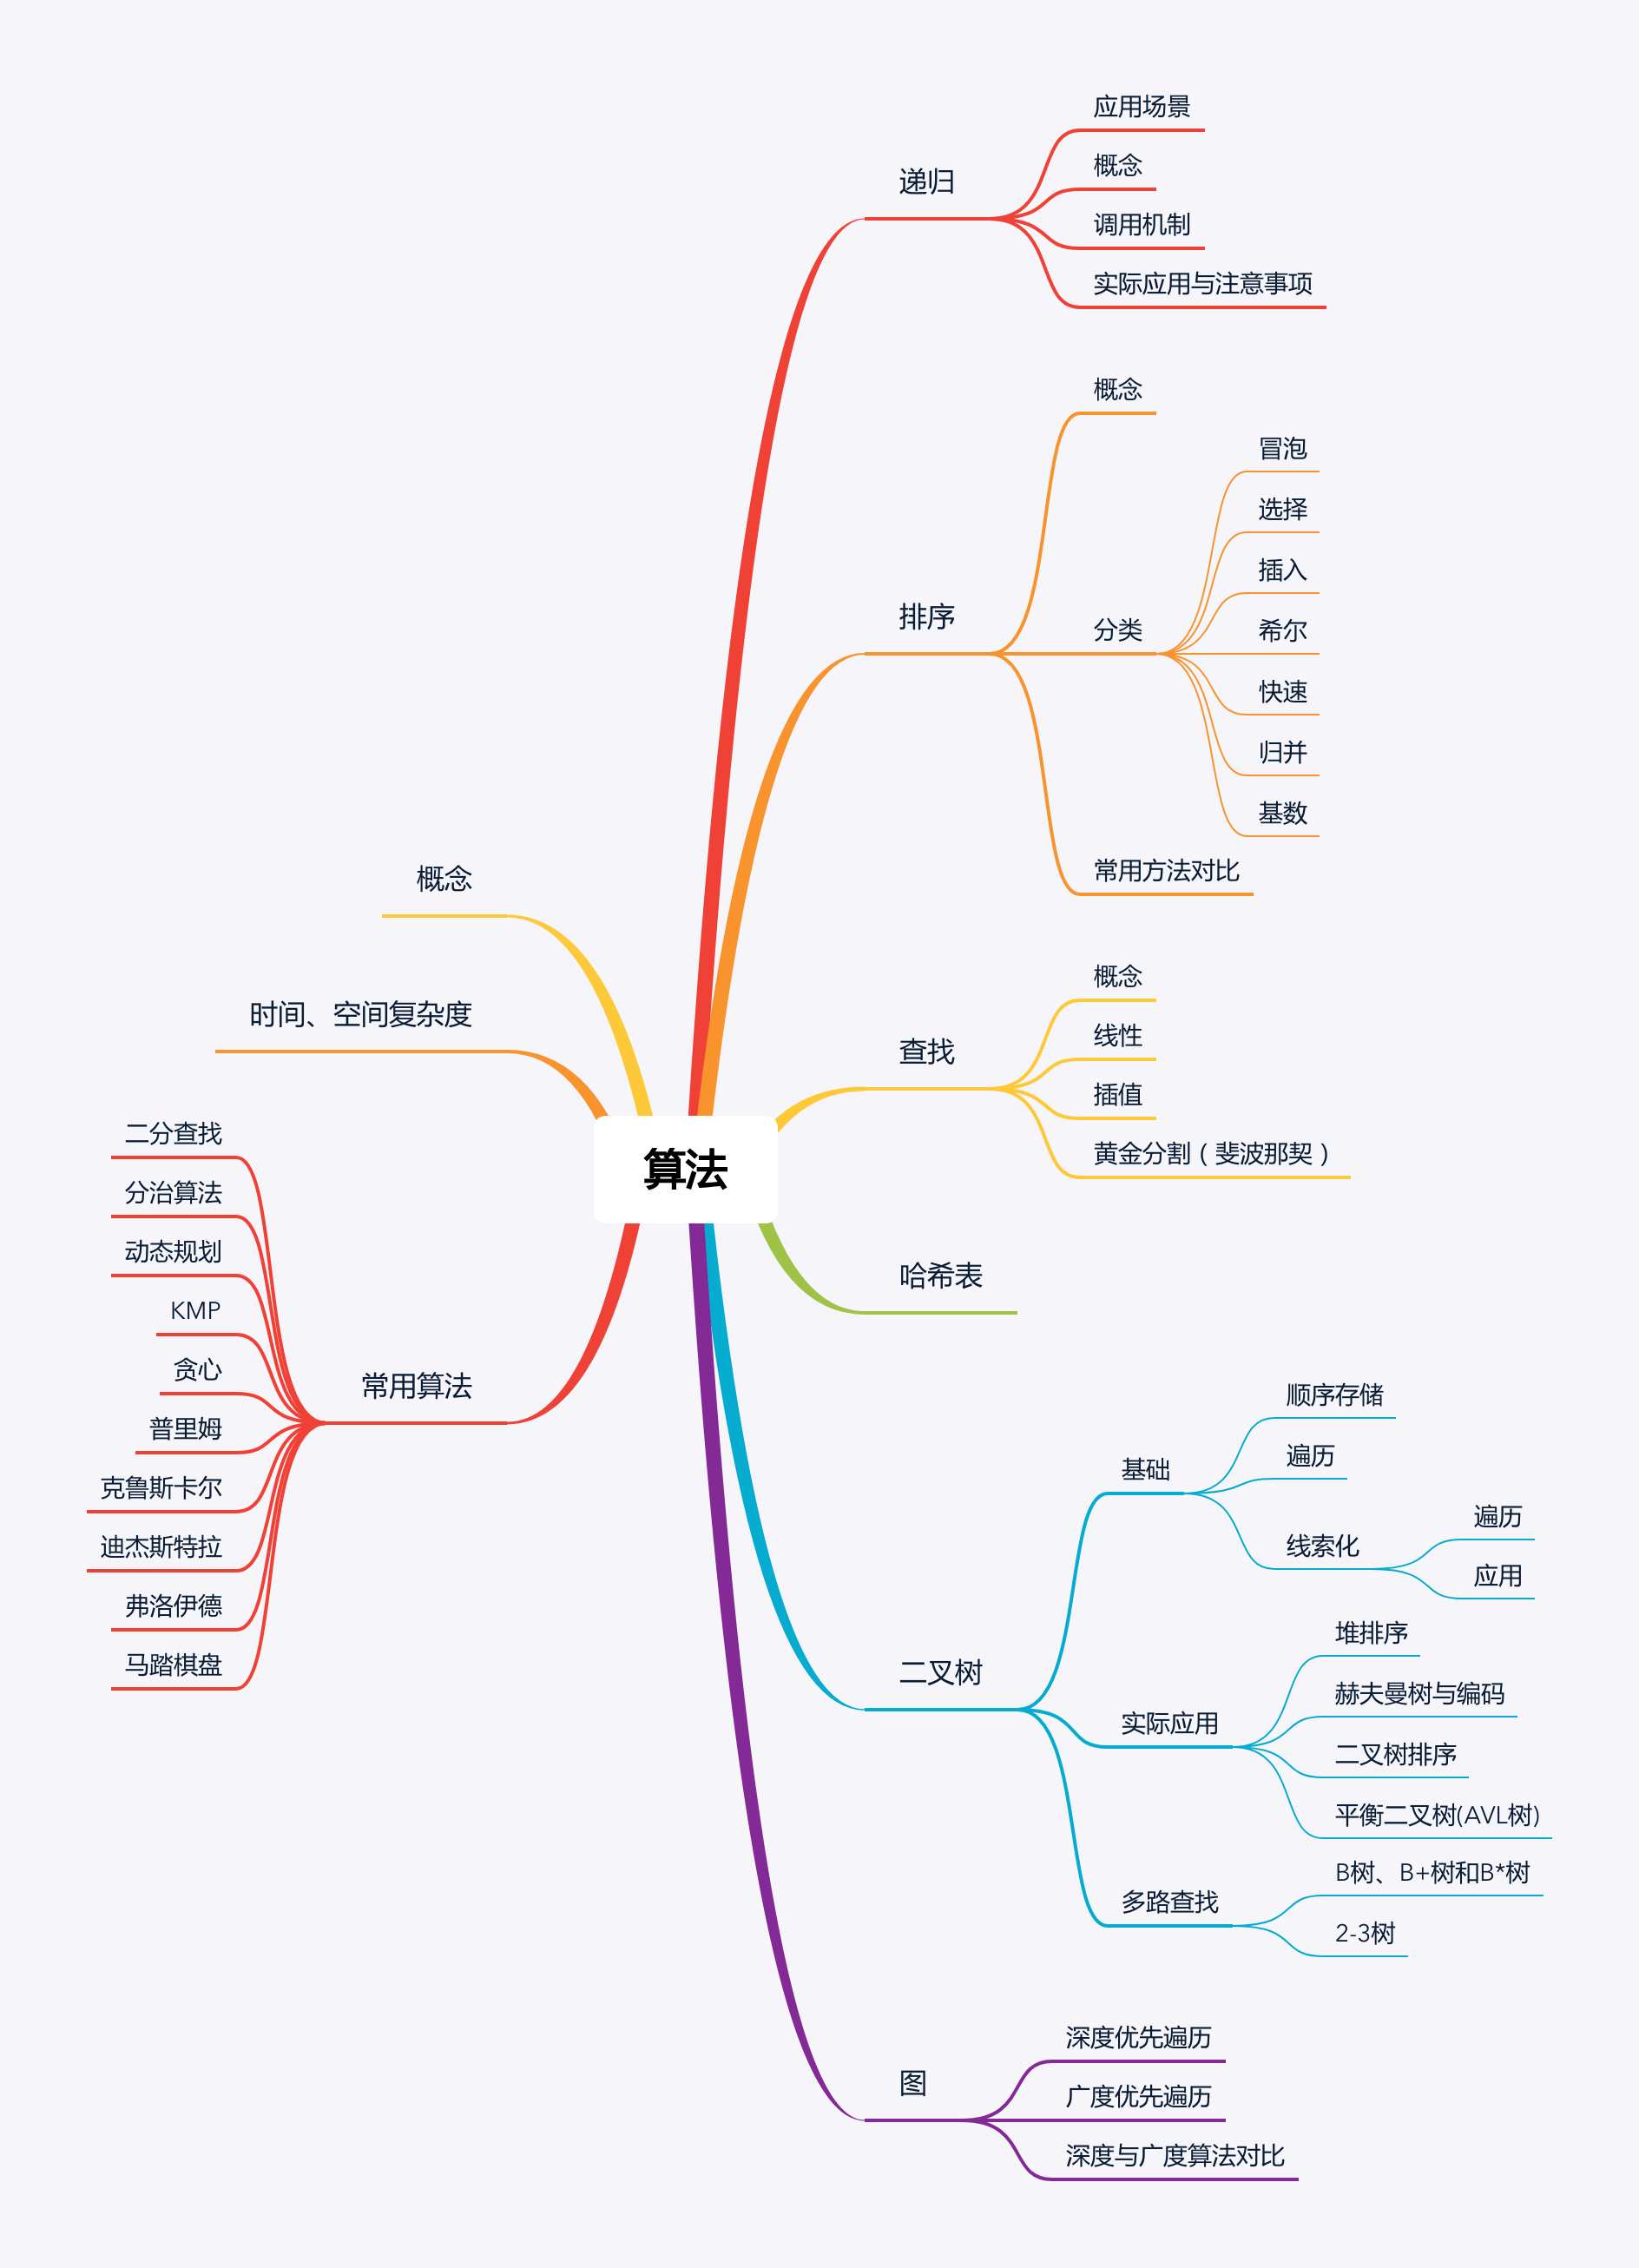 算法
递归
应用场景
概念
调用机制
实际应用与注意事项
排序
概念
分类
冒泡
选择
插入
希尔
快速
归并
基数
常用方法对比
查找
概念
线性
插值
黄金分割（斐波那契）
哈希表
二叉树
基础
顺序存储
遍历
线索化
遍历
应用
实际应用
堆排序
赫夫曼树与编码
二叉树排序
平衡二叉树(AVL树)
多路查找
B树、B+树和B*树
2-3树
图
深度优先遍历
广度优先遍历
深度与广度算法对比
概念
时间、空间复杂度
常用算法
二分查找
分治算法
动态规划
KMP
贪心
普里姆
克鲁斯卡尔
迪杰斯特拉
弗洛伊德
马踏棋盘